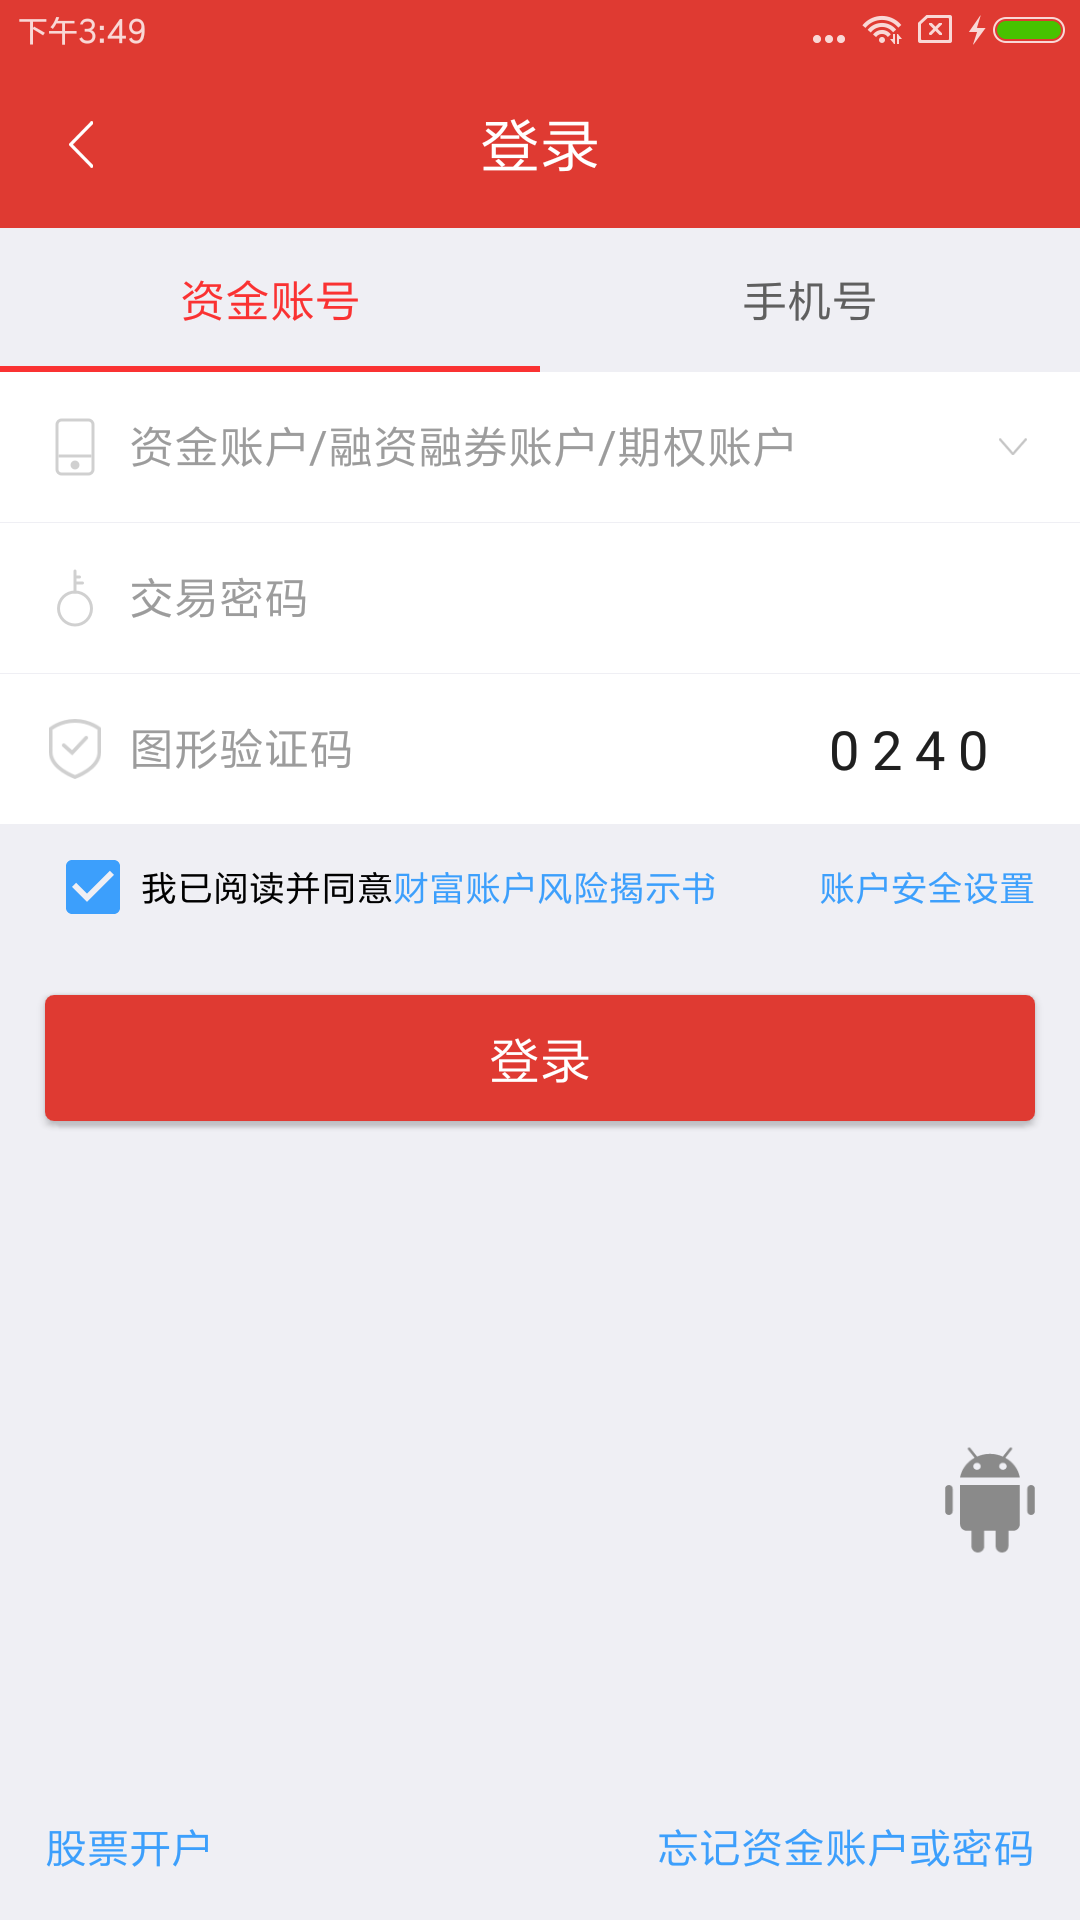 下午3:49
登录
资金账号
手机号
资金账户/融资融券账户/期权账户
交易密码
图形验证码
0240
我已阅读并同意财富账户风险揭示书
账户安全设置
登录
股票开户
忘记资金账户或密码